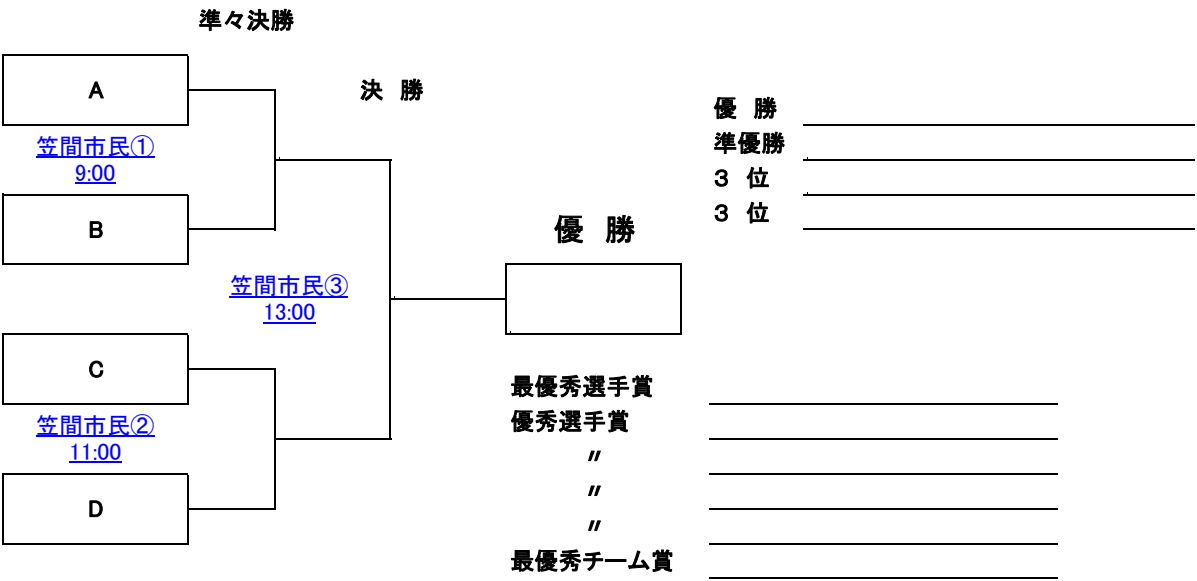 準々決勝
決 勝
A
笠間市民①
9:00
B
笠間市民③
13:00
C
笠間市民②
11:00
D
優 勝
優 勝
準優勝
3 位
3 位
最優秀選手賞
優秀選手賞
〃
〃
〃
最優秀チーム賞